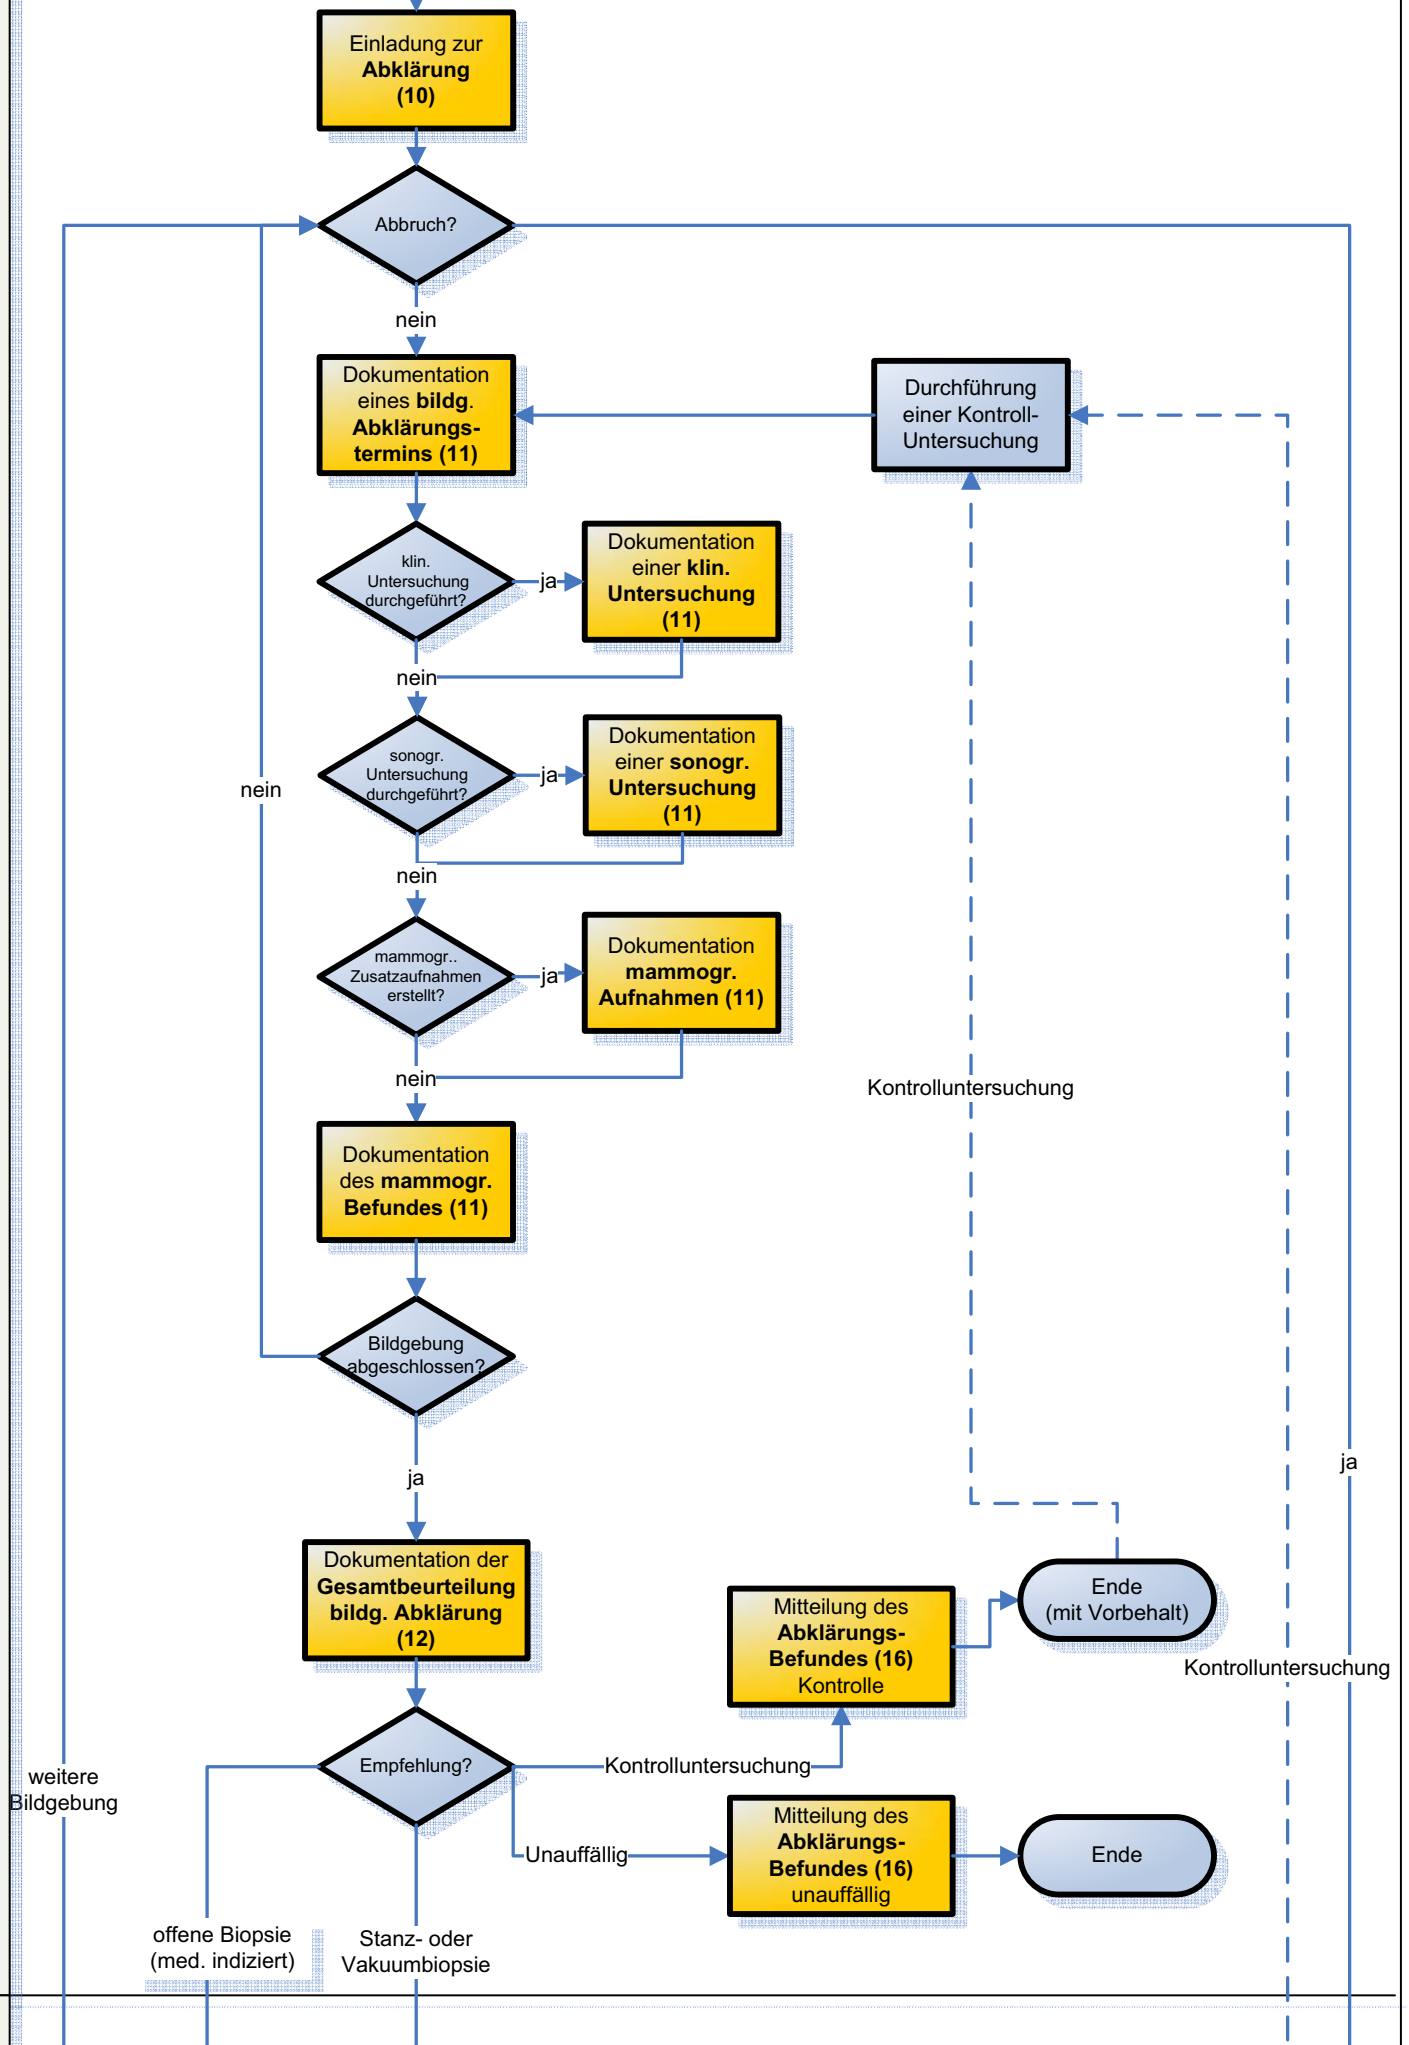 Einladung zur
Abklärung
(10)
Abbruch?
nein
Dokumentation
eines bildg.
Abklärungs-
termins (11)
Durchführung
einer Kontroll-
Untersuchung
klin.
Untersuchung
durchgeführt?
ja
Dokumentation
einer klin.
Untersuchung
(11)
nein
sonogr.
Untersuchung
durchgeführt?
ja
Dokumentation
einer sonogr.
Untersuchung
(11)
nein
nein
mammogr..
Zusatzaufnahmen
erstellt?
ja
Dokumentation
mammogr.
Aufnahmen (11)
nein
Kontrolluntersuchung
Dokumentation
des mammogr.
Befundes (11)
Bildgebung
abgeschlossen?
ja
ja
Dokumentation der
Gesamtbeurteilung
bildg. Abklärung
(12)
Mitteilung des
Abklärungs-
Befundes (16)
Kontrolle
Ende
(mit Vorbehalt)
Kontrolluntersuchung
Empfehlung?
Kontrolluntersuchung
weitere
Bildgebung
Unauffällig
Mitteilung des
Abklärungs-
Befundes (16)
unauffällig
Ende
offene Biopsie
(med. indiziert)
Stanz- oder
Vakuumbiopsie